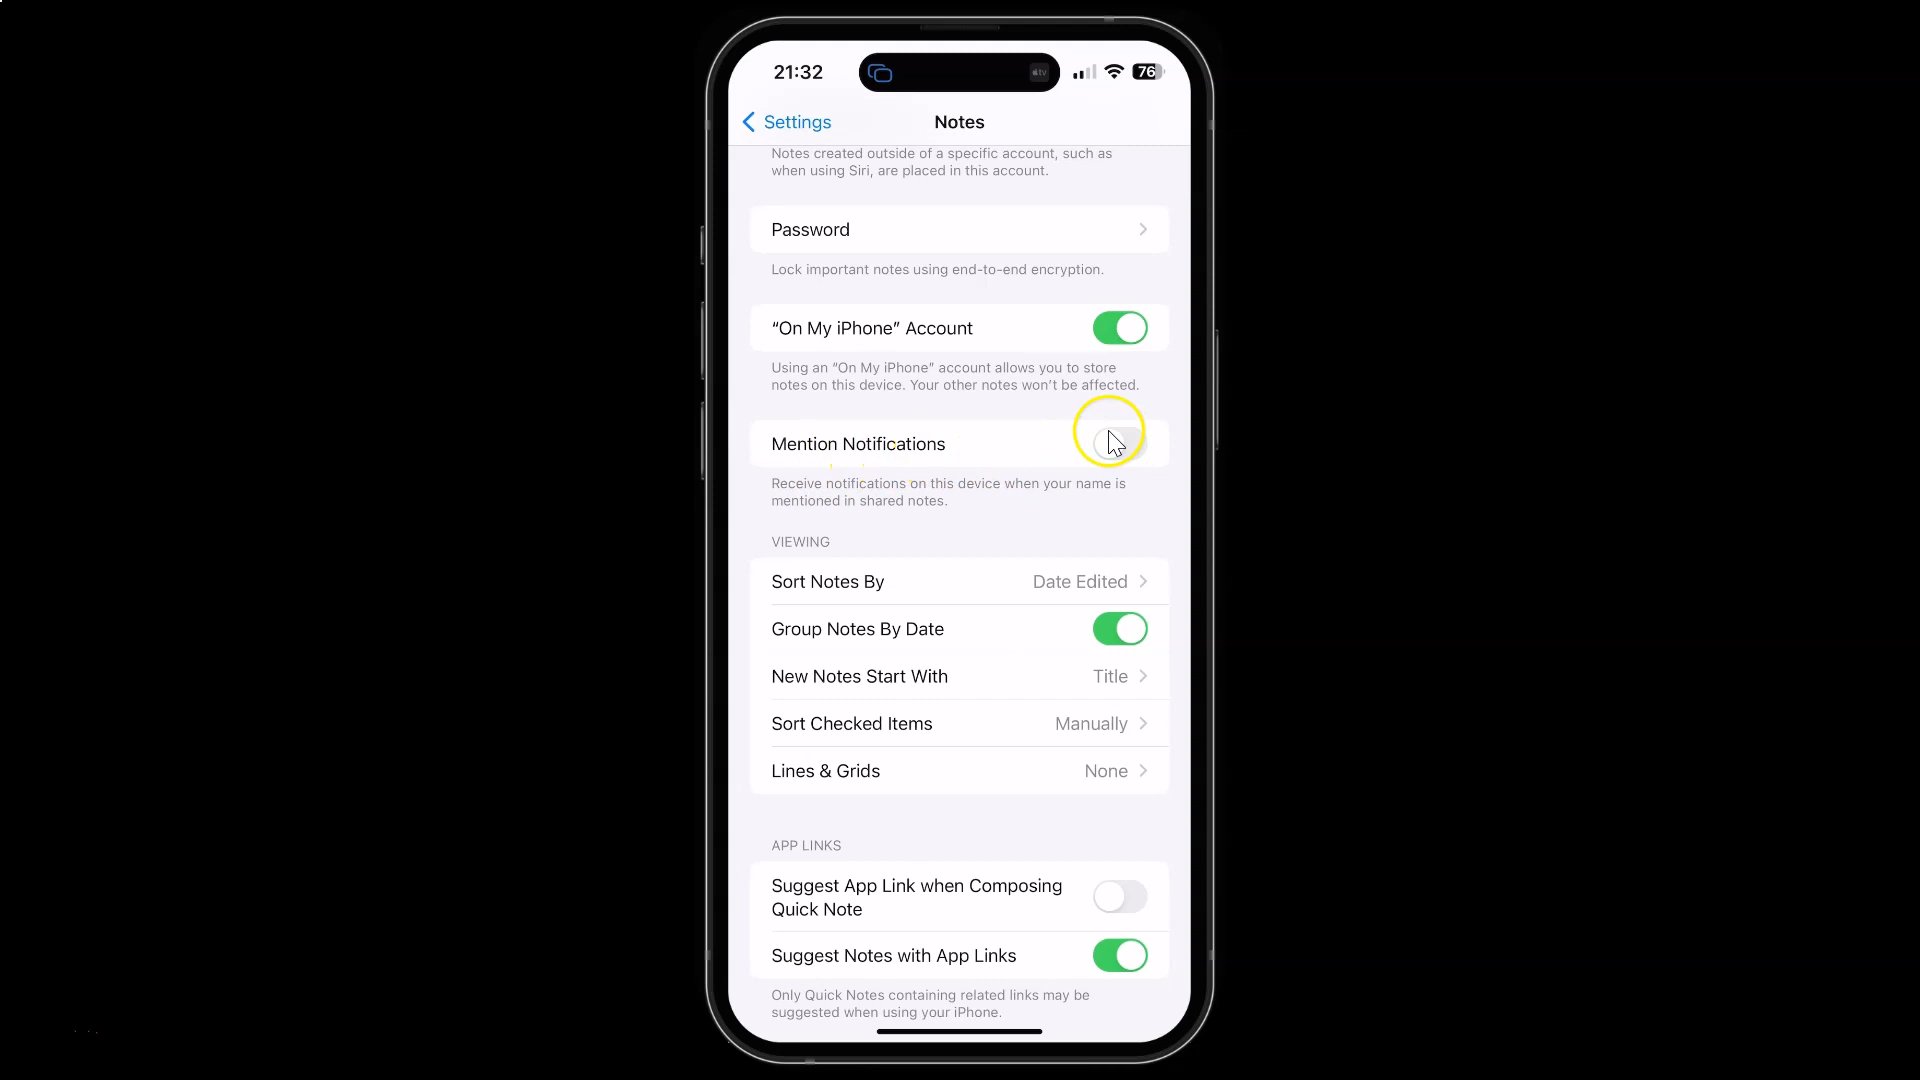 21:32
tv
76
Settings
Notes
Notes created outside of a specific account, such as
when using Siri, are placed in this account.
Password
Lock important notes using end-to-end encryption.
“On My iPhone” Account
Using an “On My iPhone” account allows you to store
notes on this device. Your other notes won’t be affected.
Mention Notifications
Receive notifications on this device when your name is
mentioned in shared notes.
VIEWING
Sort Notes By Date Edited
Group Notes By Date
New Notes Start With Title
Sort Checked Items Manually
Lines & Grids None
APP LINKS
Suggest App Link when Composing
Quick Note
Suggest Notes with App Links
Only Quick Notes containing related links may be
suggested when using your iPhone.